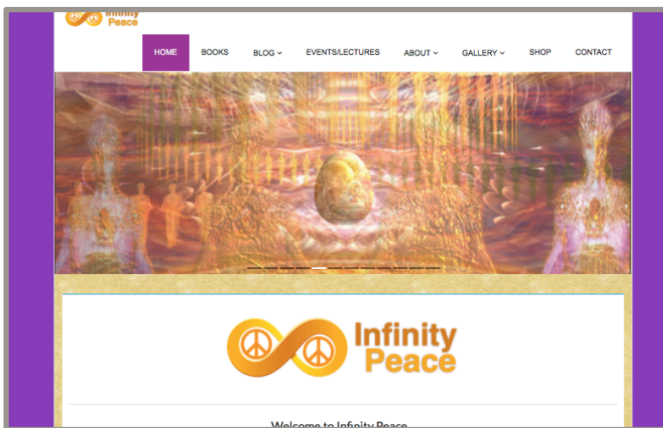 Infinity
Peace
HOME BOOKS BLOG EVENTS/LECTURES ABOUT GALLERY SHOP CONTACT
Infinity
Peace
Welcome to Infinity Peace